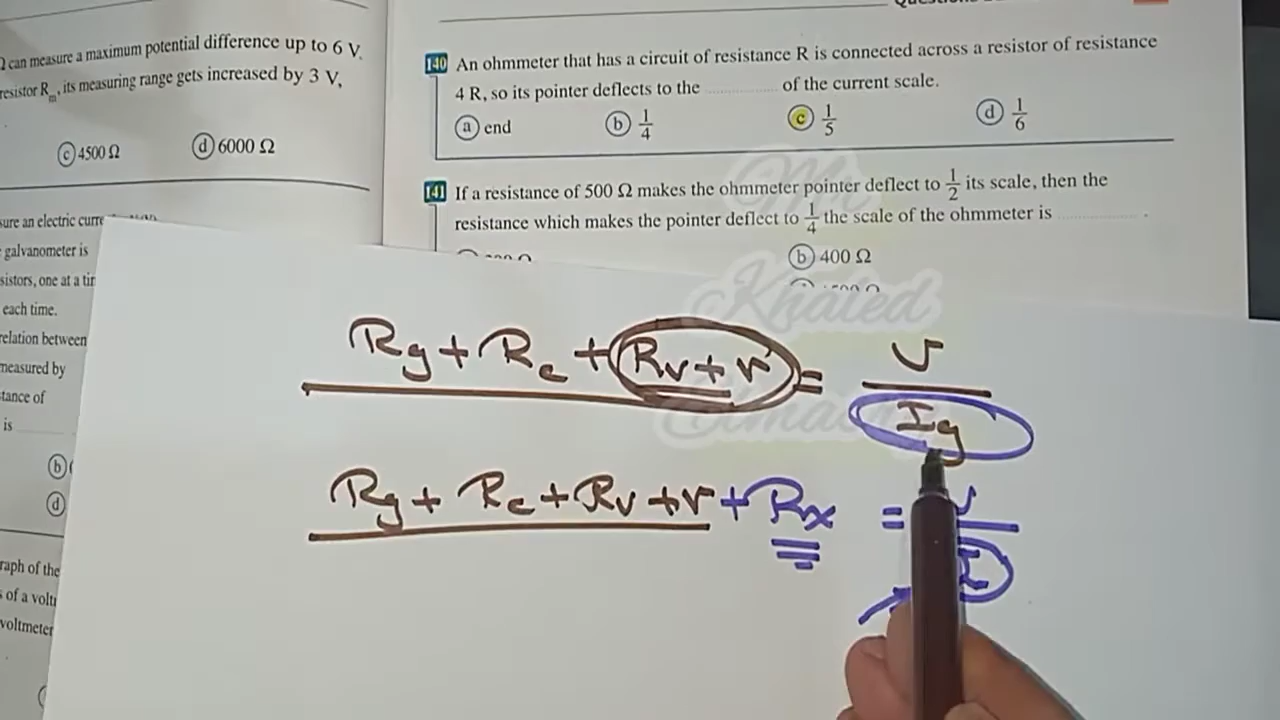 Ω can measure a maximum potential difference up to 6 V.
resistor Rm, its measuring range gets increased by 3 V,
c 4500 Ω d 6000 Ω
sure an electric
galvanometer is
sistors, one at a
each time.
relation between
measured by
tance of
is
b
d
raph of the
of a
voltmeter
140 An ohmmeter that has a circuit of resistance R is connected across a resistor of resistance
4 R, so its pointer deflects to the .................. of the current scale.
a end b 1/4 c 1/5 d 1/6
141 If a resistance of 500 Ω makes the ohmmeter pointer deflect to 1/2 its scale, then the
resistance which makes the pointer deflect to 1/4 the scale of the ohmmeter is .................. .
b 400 Ω
Mr
Khaled
Rg + Rc + Rv + r = V / Ig
Rg + Rc + Rv + r + Rx = V / I